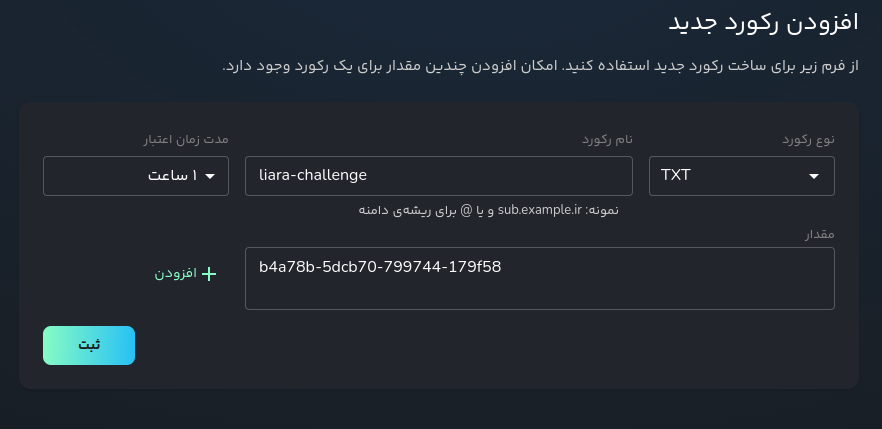 افزودن رکورد جدید
از فرم زیر برای ساخت رکورد جدید استفاده کنید. امکان افزودن چندین مقدار برای یک رکورد وجود دارد.
نوع رکورد
نام رکورد
مدت زمان اعتبار
TXT
liara-challenge
۱ ساعت
نمونه: sub.example.ir و یا @ برای ریشه‌ی دامنه
مقدار
b4a78b-5dcb70-799744-179f58
افزودن
ثبت